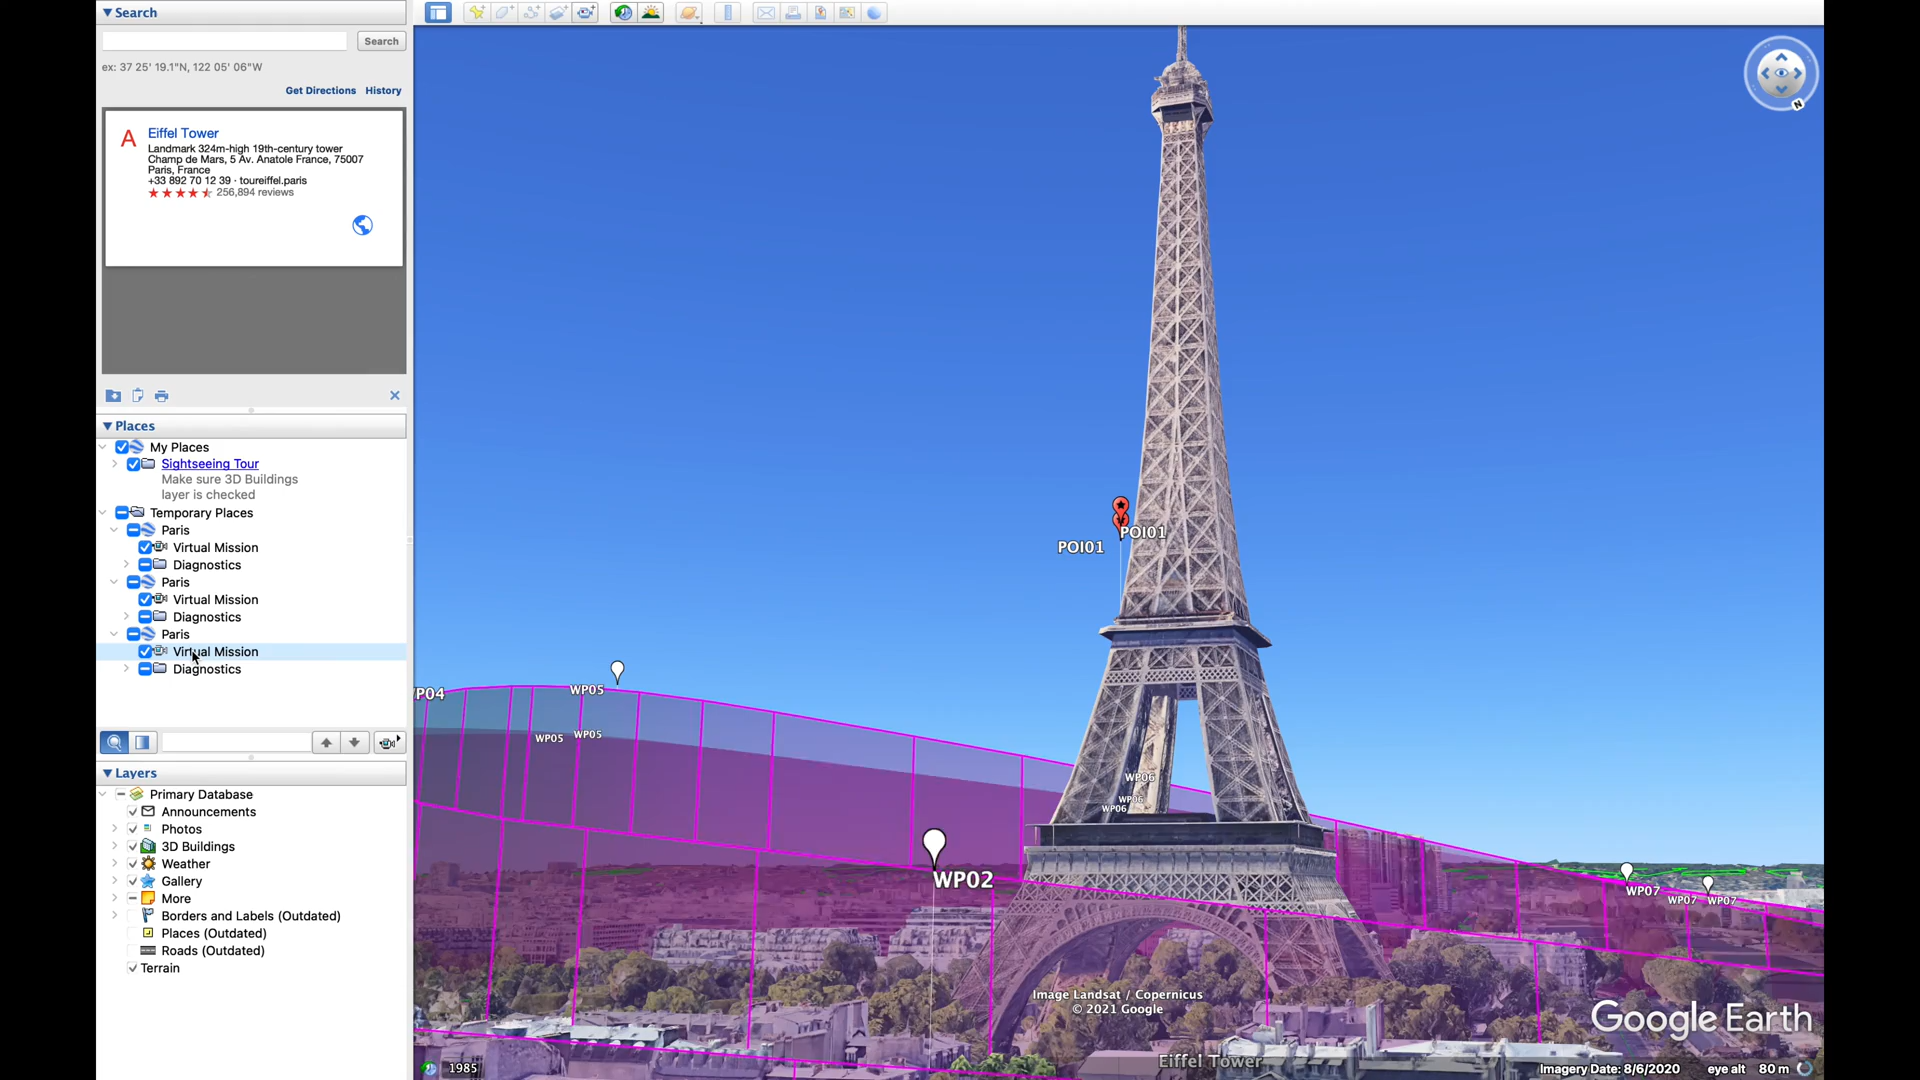 Search
Search
ex: 37 25' 19.1"N, 122 05' 06"W
Get Directions History
A
Eiffel Tower
Landmark 324m-high 19th-century tower
Champ de Mars, 5 Av. Anatole France, 75007
Paris, France
+33 892 70 12 39 · toureiffel.paris
256,894 reviews
Places
My Places
Sightseeing Tour
Make sure 3D Buildings
layer is checked
Temporary Places
Paris
Virtual Mission
Diagnostics
Paris
Virtual Mission
Diagnostics
Paris
Virtual Mission
Diagnostics
Layers
Primary Database
Announcements
Photos
3D Buildings
Weather
Gallery
More
Borders and Labels (Outdated)
Places (Outdated)
Roads (Outdated)
Terrain
N
POI01
POI01
WP04
WP05
WP05 WP05
WP06
WP06
WP06
WP02
WP07
WP07 WP07
Image Landsat / Copernicus
© 2021 Google
Google Earth
Eiffel Tower
1985
Imagery Date: 8/6/2020 eye alt 80 m